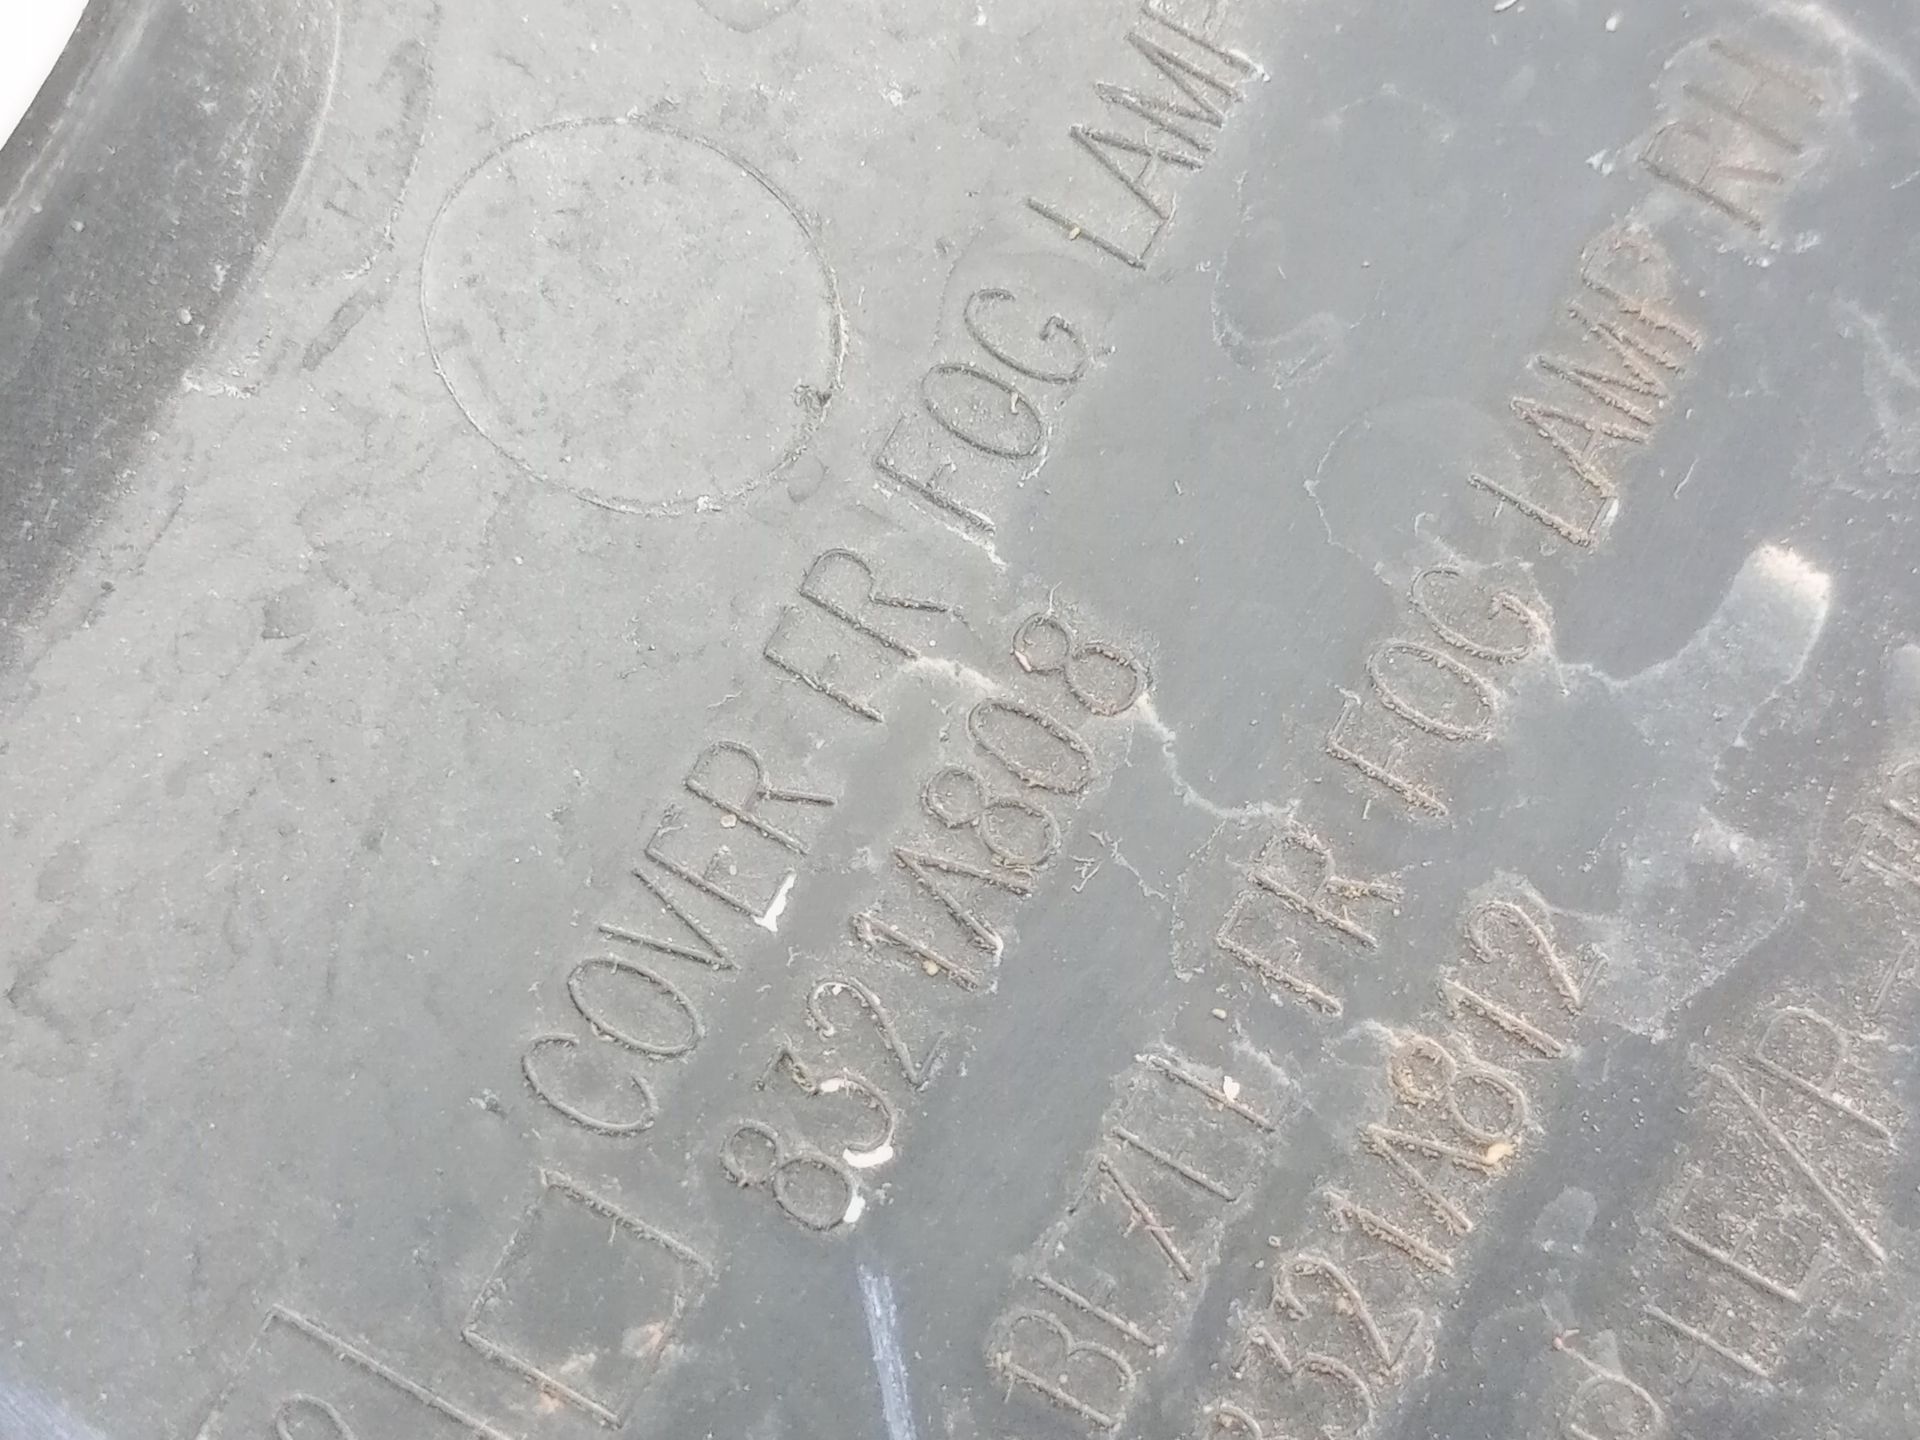 COVER FR FOG LAMP
8321A808
BEZEL FR FOG LAMP RH
8321A812